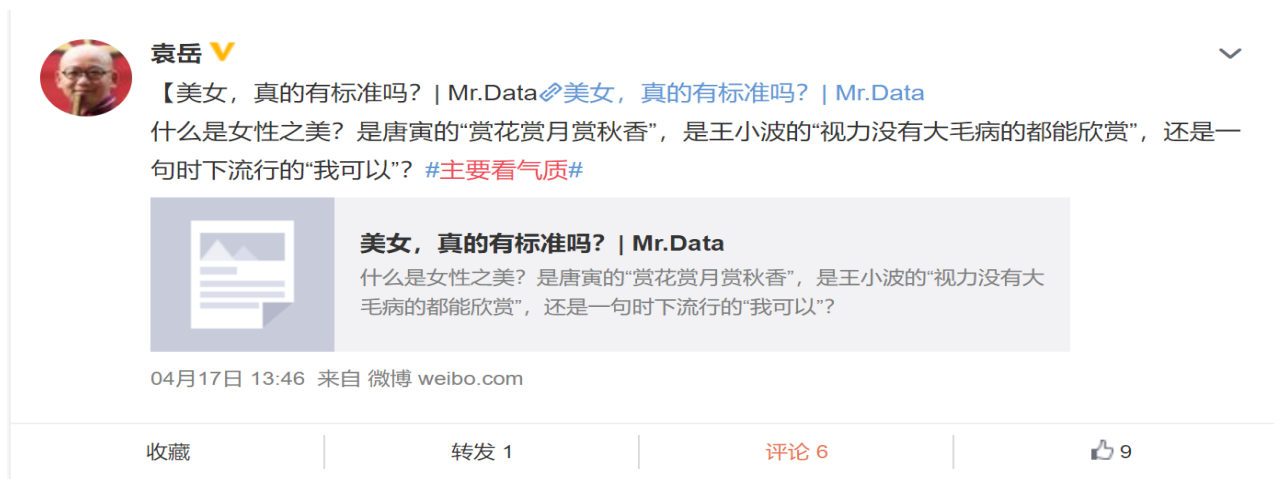 袁岳
【美女，真的有标准吗？| Mr.Data美女，真的有标准吗？| Mr.Data
什么是女性之美？是唐寅的“赏花赏月赏秋香”，是王小波的“视力没有大毛病的都能欣赏”，还是一
句时下流行的“我可以”？#主要看气质#
美女，真的有标准吗？| Mr.Data
什么是女性之美？是唐寅的“赏花赏月赏秋香”，是王小波的“视力没有大
毛病的都能欣赏”，还是一句时下流行的“我可以”？
04月17日 13:46 来自 微博 weibo.com
收藏 转发 1 评论 6 9